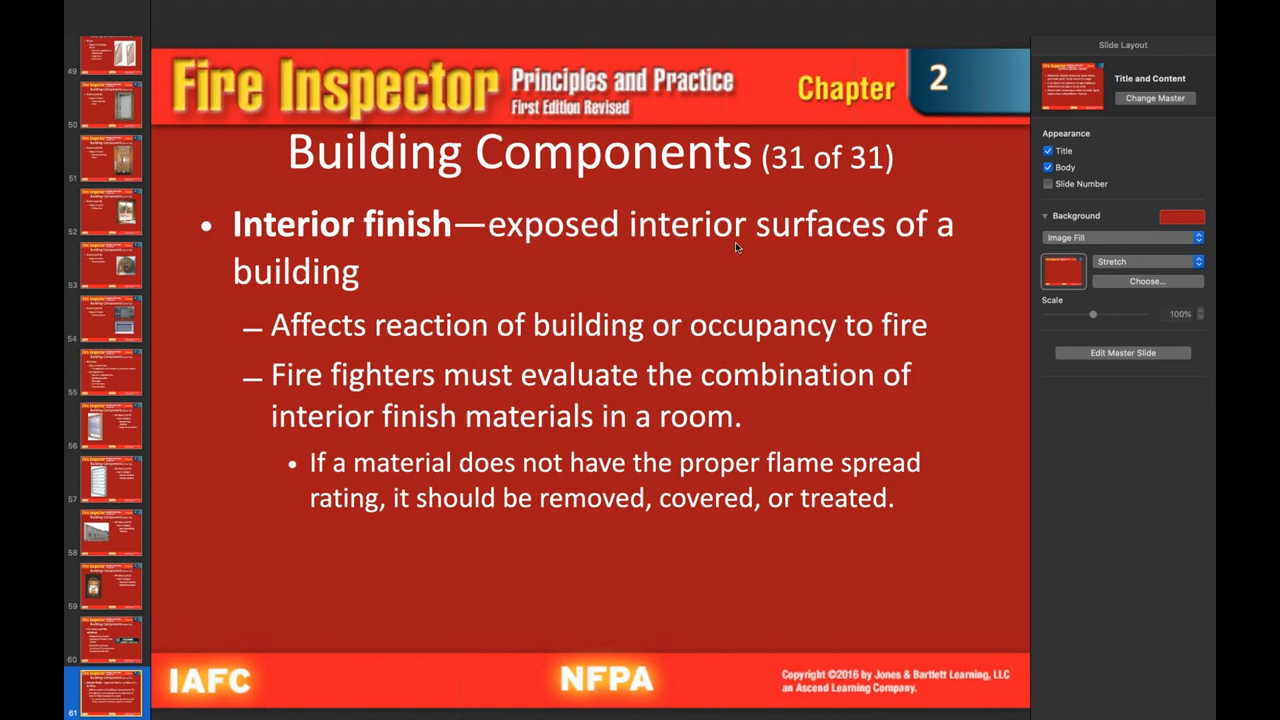 Fire Inspector
Principles and Practice
First Edition Revised
Chapter
2
Building Components (31 of 31)
• Interior finish—exposed interior surfaces of a
building
– Affects reaction of building or occupancy to fire
– Fire fighters must evaluate the combination of
interior finish materials in a room.
• If a material does not have the proper flame spread
rating, it should be removed, covered, or treated.
IAFC
NFPA
Copyright ©2016 by Jones & Bartlett Learning, LLC
an Ascend Learning Company.
49
50
51
52
53
54
55
56
57
58
59
60
61
Slide Layout
Title and Content
Change Master
Appearance
Title
Body
Slide Number
Background
Image Fill
Stretch
Choose...
Scale
100%
Edit Master Slide